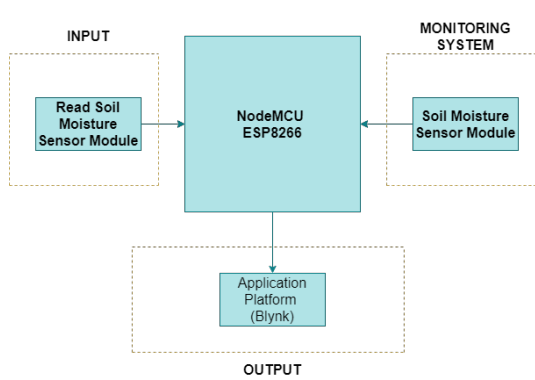 INPUT
MONITORING
SYSTEM
Read Soil
Moisture
Sensor Module
NodeMCU
ESP8266
Soil Moisture
Sensor Module
Application
Platform
(Blynk)
OUTPUT